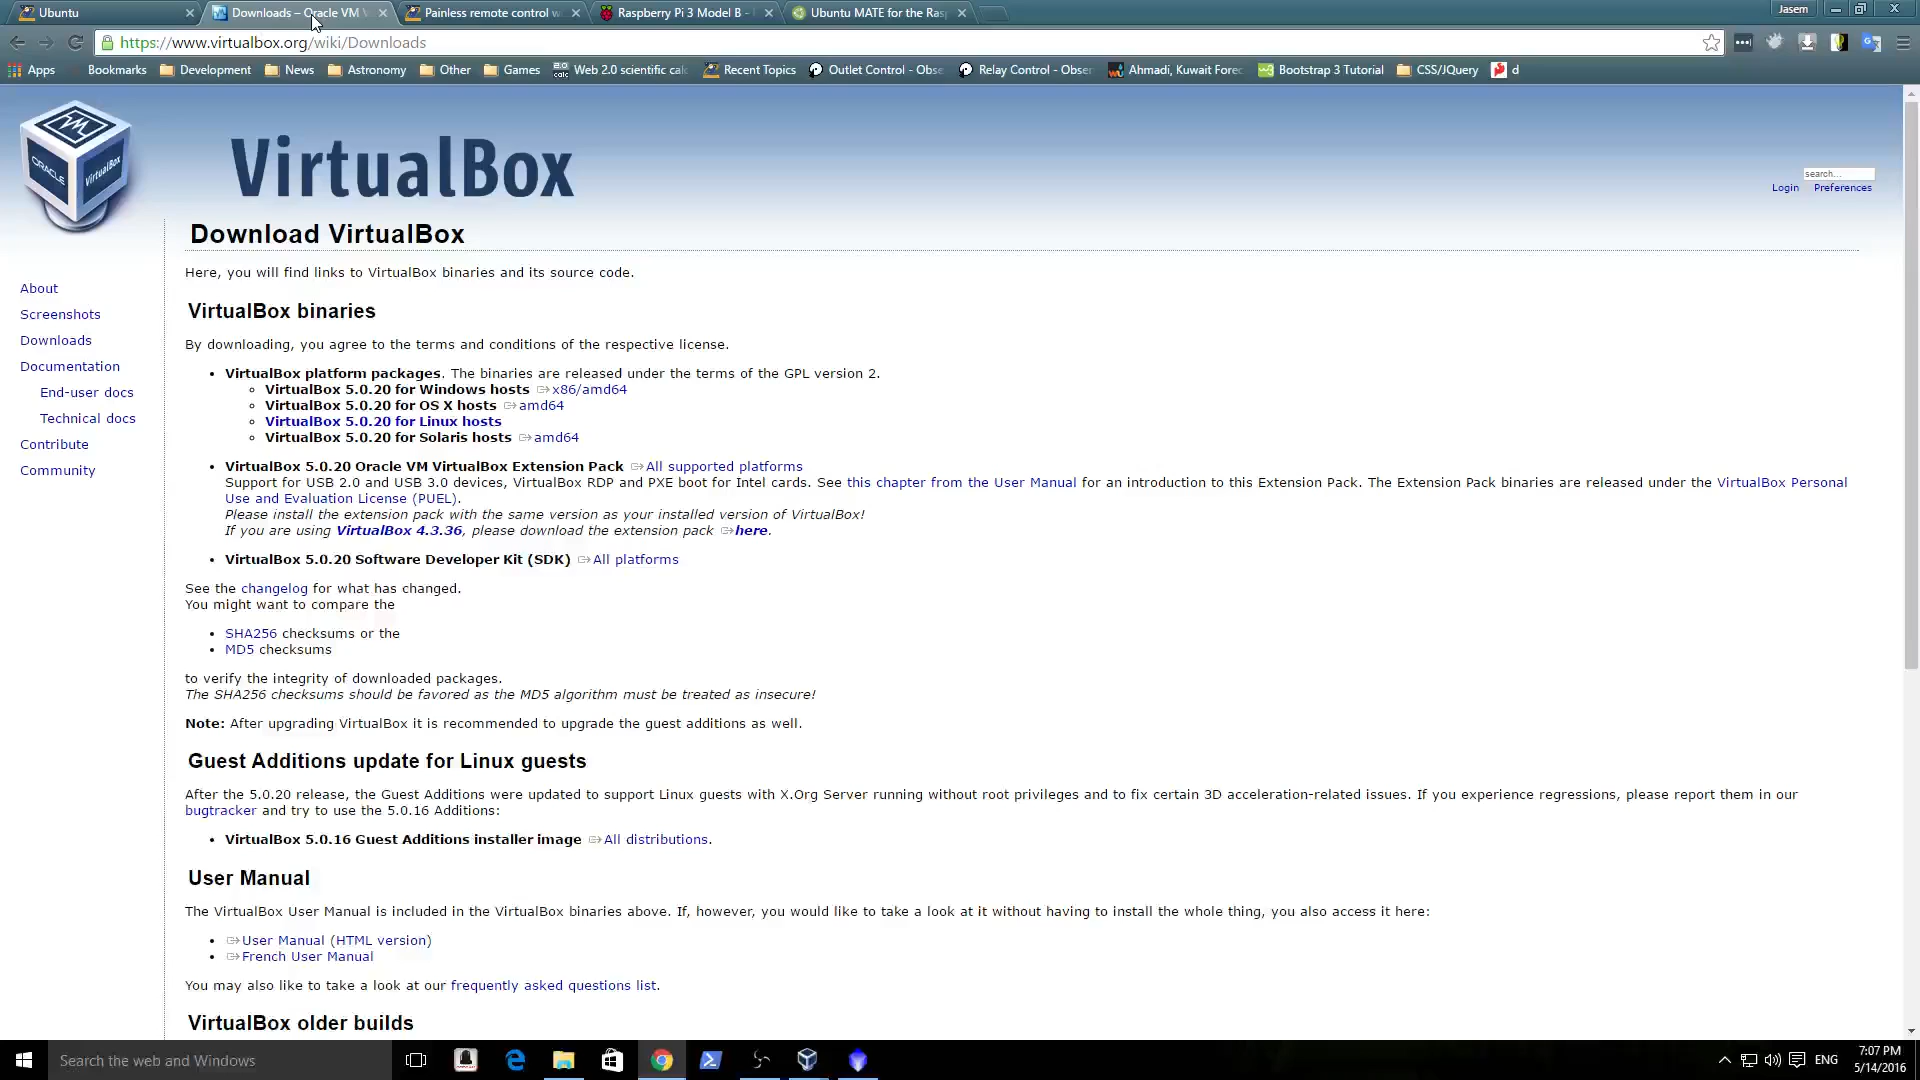 Ubuntu
Downloads – Oracle VM V
Painless remote control w
Raspberry Pi 3 Model B -
Ubuntu MATE for the Ras
Jasem
https://www.virtualbox.org/wiki/Downloads
Apps
Bookmarks
Development
News
Astronomy
Other
Games
Web 2.0 scientific calc
Recent Topics
Outlet Control - Obse
Relay Control - Obser
Ahmadi, Kuwait Forec
Bootstrap 3 Tutorial
CSS/JQuery
d
ORACLE
VirtualBox
VirtualBox
search...
Login
Preferences
Download VirtualBox
Here, you will find links to VirtualBox binaries and its source code.
About
Screenshots
Downloads
Documentation
End-user docs
Technical docs
Contribute
Community
VirtualBox binaries
By downloading, you agree to the terms and conditions of the respective license.
• VirtualBox platform packages. The binaries are released under the terms of the GPL version 2.
VirtualBox 5.0.20 for Windows hosts x86/amd64
VirtualBox 5.0.20 for OS X hosts amd64
VirtualBox 5.0.20 for Linux hosts
VirtualBox 5.0.20 for Solaris hosts amd64
• VirtualBox 5.0.20 Oracle VM VirtualBox Extension Pack All supported platforms
Support for USB 2.0 and USB 3.0 devices, VirtualBox RDP and PXE boot for Intel cards. See this chapter from the User Manual for an introduction to this Extension Pack. The Extension Pack binaries are released under the VirtualBox Personal
Use and Evaluation License (PUEL).
Please install the extension pack with the same version as your installed version of VirtualBox!
If you are using VirtualBox 4.3.36, please download the extension pack here.
• VirtualBox 5.0.20 Software Developer Kit (SDK) All platforms
See the changelog for what has changed.
You might want to compare the
• SHA256 checksums or the
• MD5 checksums
to verify the integrity of downloaded packages.
The SHA256 checksums should be favored as the MD5 algorithm must be treated as insecure!
Note: After upgrading VirtualBox it is recommended to upgrade the guest additions as well.
Guest Additions update for Linux guests
After the 5.0.20 release, the Guest Additions were updated to support Linux guests with X.Org Server running without root privileges and to fix certain 3D acceleration-related issues. If you experience regressions, please report them in our
bugtracker and try to use the 5.0.16 Additions:
• VirtualBox 5.0.16 Guest Additions installer image All distributions.
User Manual
The VirtualBox User Manual is included in the VirtualBox binaries above. If, however, you would like to take a look at it without having to install the whole thing, you also access it here:
• User Manual (HTML version)
• French User Manual
You may also like to take a look at our frequently asked questions list.
VirtualBox older builds
Search the web and Windows
ENG
7:07 PM
5/14/2016